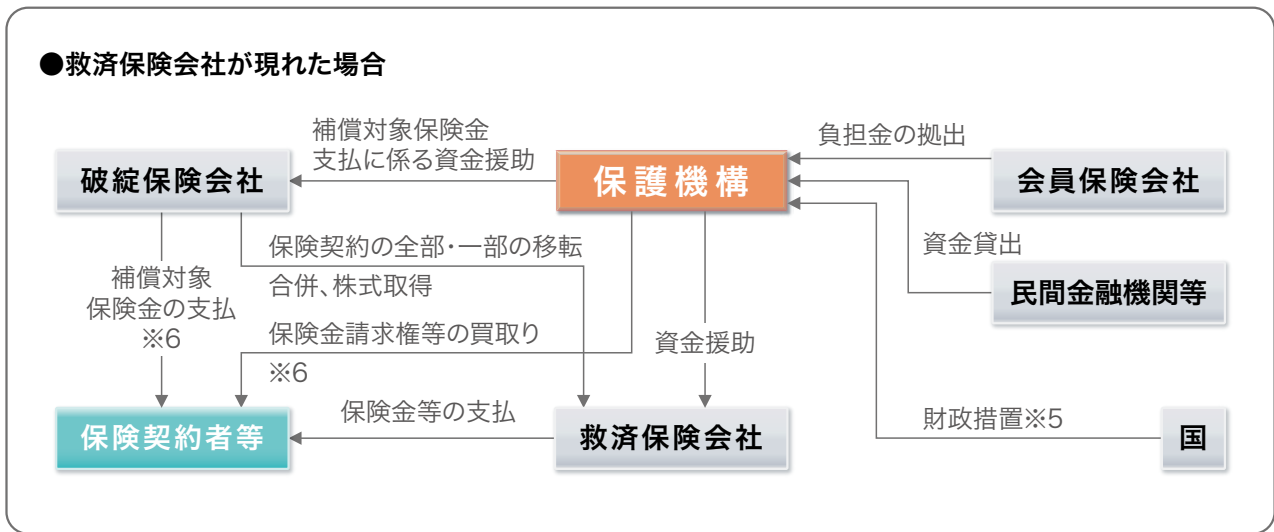 ●救済保険会社が現れた場合
補償対象保険金
支払に係る資金援助
負担金の拠出
破綻保険会社
保護機構
会員保険会社
保険契約の全部・一部の移転
合併、株式取得
資金貸出
民間金融機関等
補償対象
保険金の支払
※6
保険金請求権等の買取り
※6
資金援助
保険金等の支払
財政措置※5
保険契約者等
救済保険会社
国